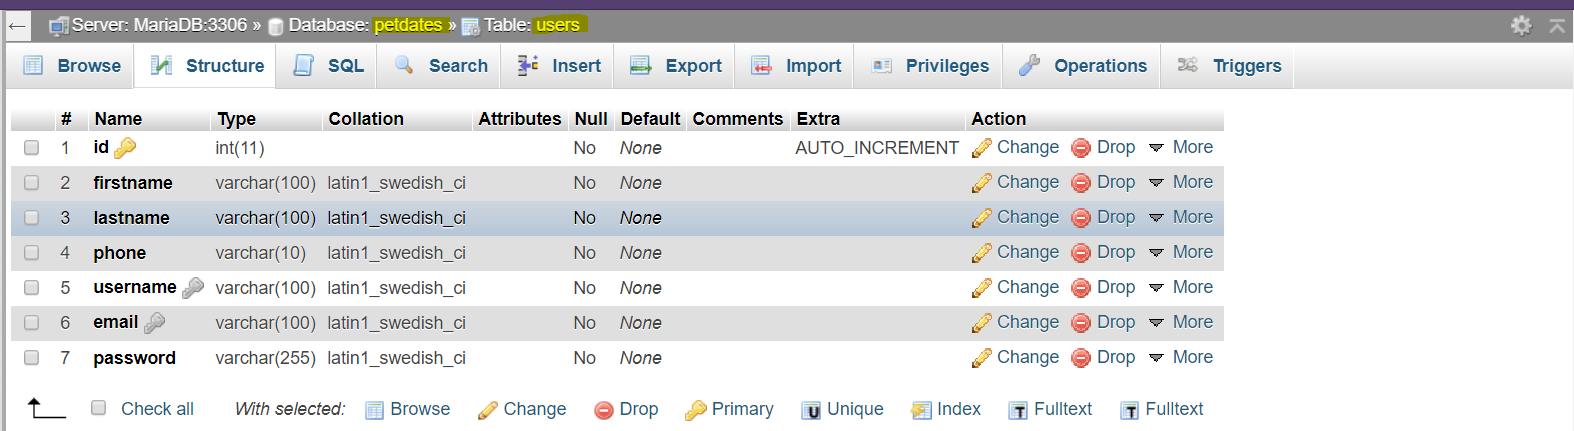 ← Server: MariaDB:3306 » Database: petdates » Table: users
Browse Structure SQL Search Insert Export Import Privileges Operations Triggers
# Name Type Collation Attributes Null Default Comments Extra Action
1 id int(11) No None AUTO_INCREMENT Change Drop More
2 firstname varchar(100) latin1_swedish_ci No None Change Drop More
3 lastname varchar(100) latin1_swedish_ci No None Change Drop More
4 phone varchar(10) latin1_swedish_ci No None Change Drop More
5 username varchar(100) latin1_swedish_ci No None Change Drop More
6 email varchar(100) latin1_swedish_ci No None Change Drop More
7 password varchar(255) latin1_swedish_ci No None Change Drop More
Check all With selected: Browse Change Drop Primary U Unique Index T Fulltext T Fulltext